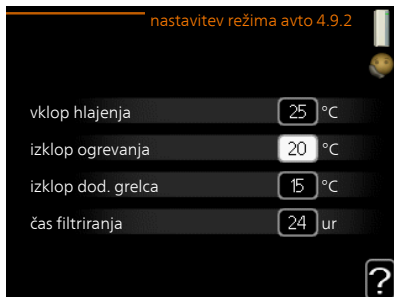 nastavitev režima avto 4.9.2
vklop hlajenja 25 °C
izklop ogrevanja 20 °C
izklop dod. grelca 15 °C
čas filtriranja 24 ur
?